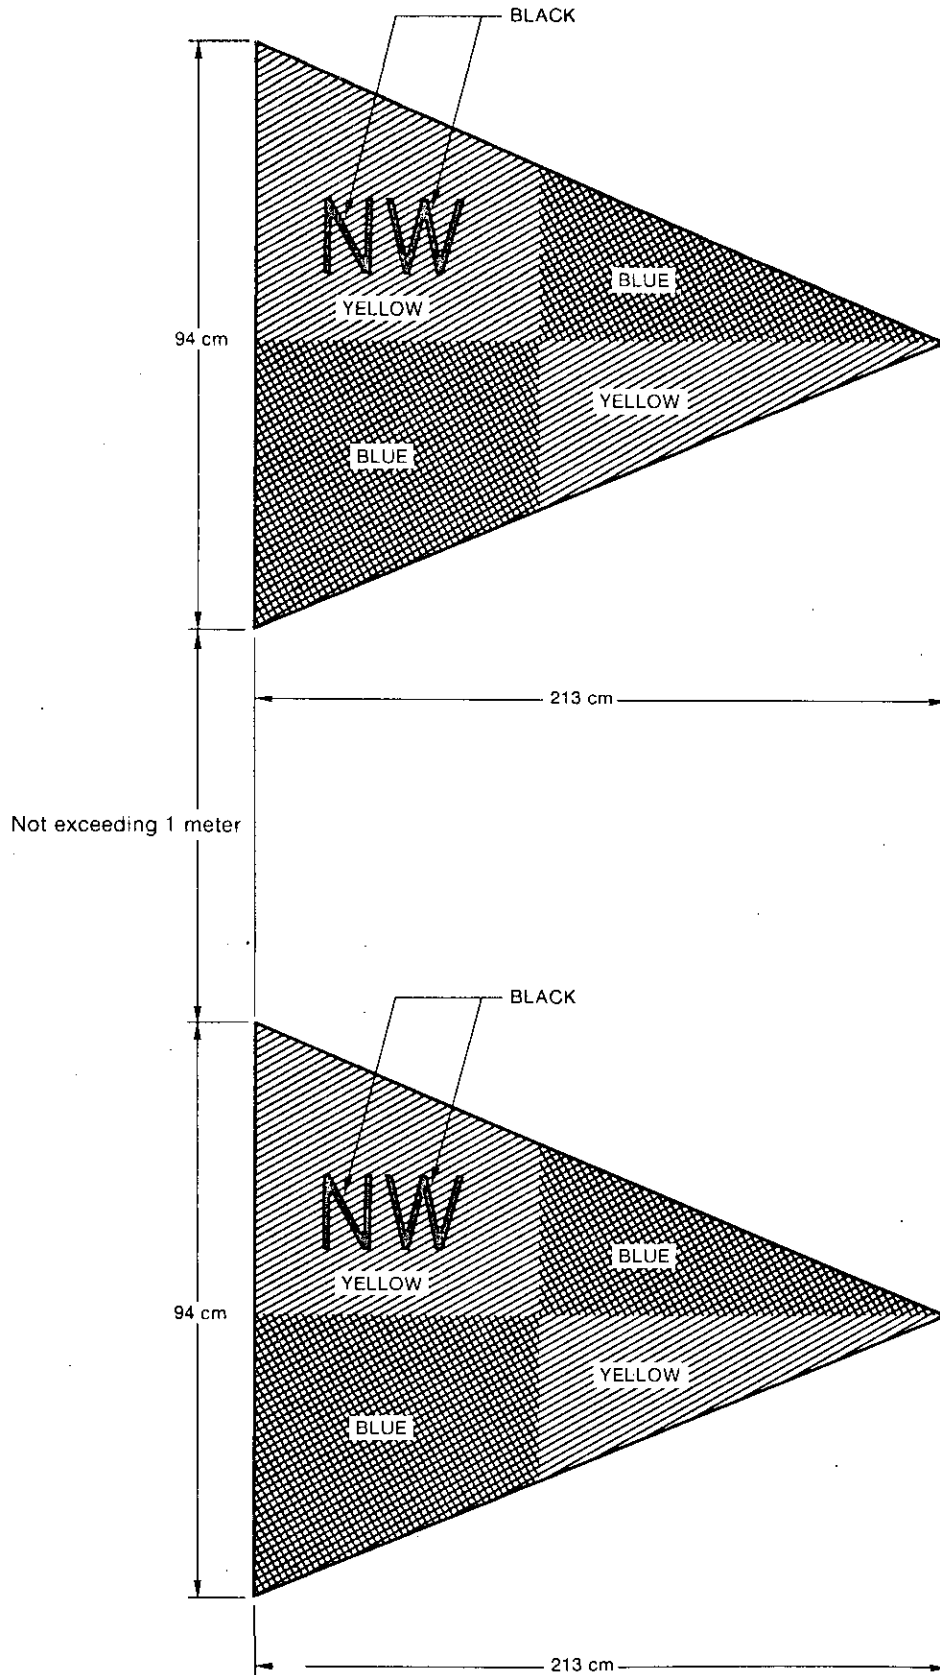 BLACK
NW
BLUE
YELLOW
94 cm
YELLOW
BLUE
213 cm
Not exceeding 1 meter
BLACK
NW
BLUE
YELLOW
94 cm
YELLOW
BLUE
213 cm